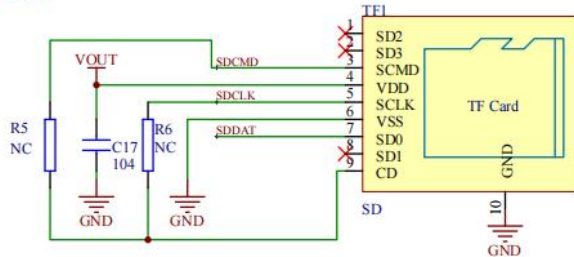 TF1
1 SD2
2 SD3
SDCMD 3 SCMD
VOUT 4 VDD
SDCLK 5 SCLK
6 VSS
TF Card
SDDAT 7 SD0
R5
NC
C17
104
R6
NC
8 SD1
9 CD
GND
10
SD
GND
GND
GND